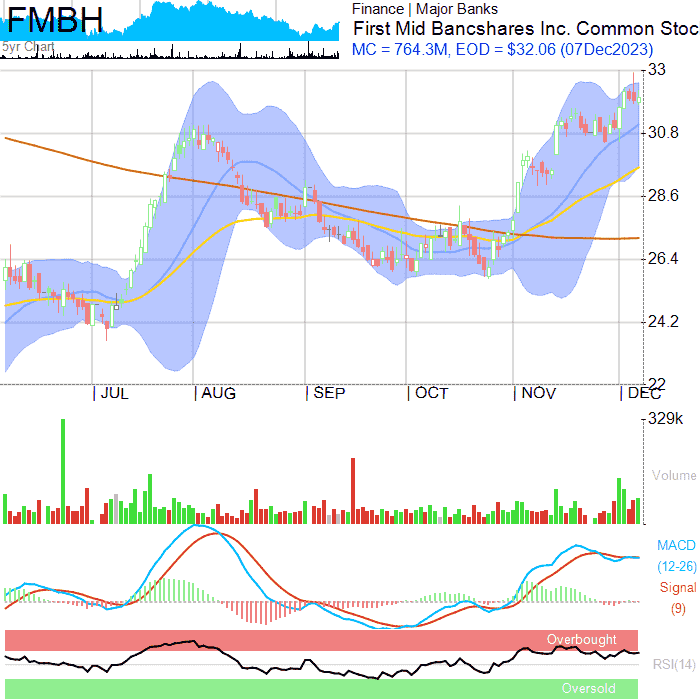 FMBH
5yr Chart
Finance | Major Banks
First Mid Bancshares Inc. Common Stoc
MC = 764.3M, EOD = $32.06 (07Dec2023)
33
30.8
28.6
26.4
24.2
22
JUL AUG SEP OCT NOV DEC
329k
Volume
MACD
(12-26)
Signal
(9)
Overbought
RSI(14)
Oversold